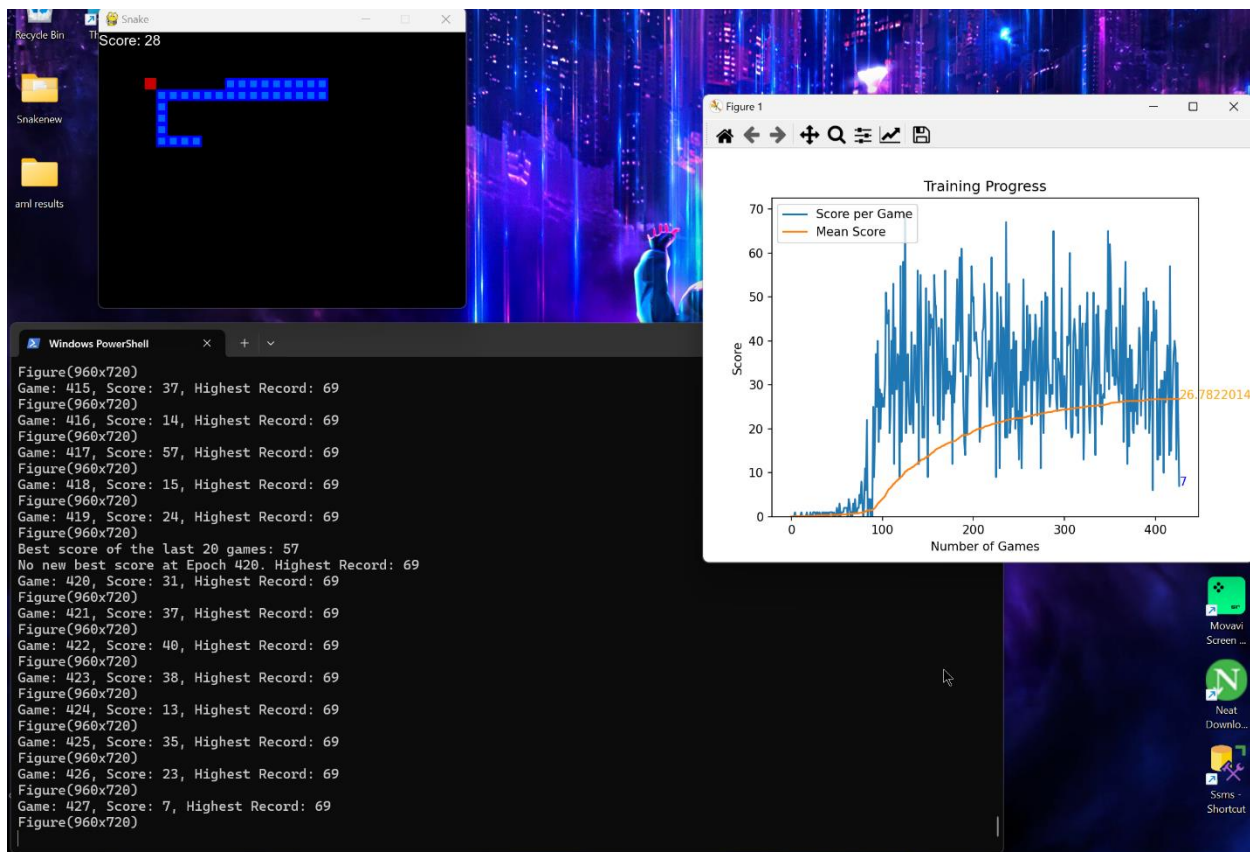 Recycle Bin
Th
Snakenew
aml results
Snake
Score: 28
Windows PowerShell
Figure(960x720)
Game: 415, Score: 37, Highest Record: 69
Figure(960x720)
Game: 416, Score: 14, Highest Record: 69
Figure(960x720)
Game: 417, Score: 57, Highest Record: 69
Figure(960x720)
Game: 418, Score: 15, Highest Record: 69
Figure(960x720)
Game: 419, Score: 24, Highest Record: 69
Figure(960x720)
Best score of the last 20 games: 57
No new best score at Epoch 420. Highest Record: 69
Game: 420, Score: 31, Highest Record: 69
Figure(960x720)
Game: 421, Score: 37, Highest Record: 69
Figure(960x720)
Game: 422, Score: 40, Highest Record: 69
Figure(960x720)
Game: 423, Score: 38, Highest Record: 69
Figure(960x720)
Game: 424, Score: 13, Highest Record: 69
Figure(960x720)
Game: 425, Score: 35, Highest Record: 69
Figure(960x720)
Game: 426, Score: 23, Highest Record: 69
Figure(960x720)
Game: 427, Score: 7, Highest Record: 69
Figure(960x720)
Figure 1
Training Progress
Score per Game
Mean Score
70
60
50
40
30
20
10
0
Score
26.7822014
7
0 100 200 300 400
Number of Games
Movavi
Screen ...
Neat
Downlo...
Ssms -
Shortcut